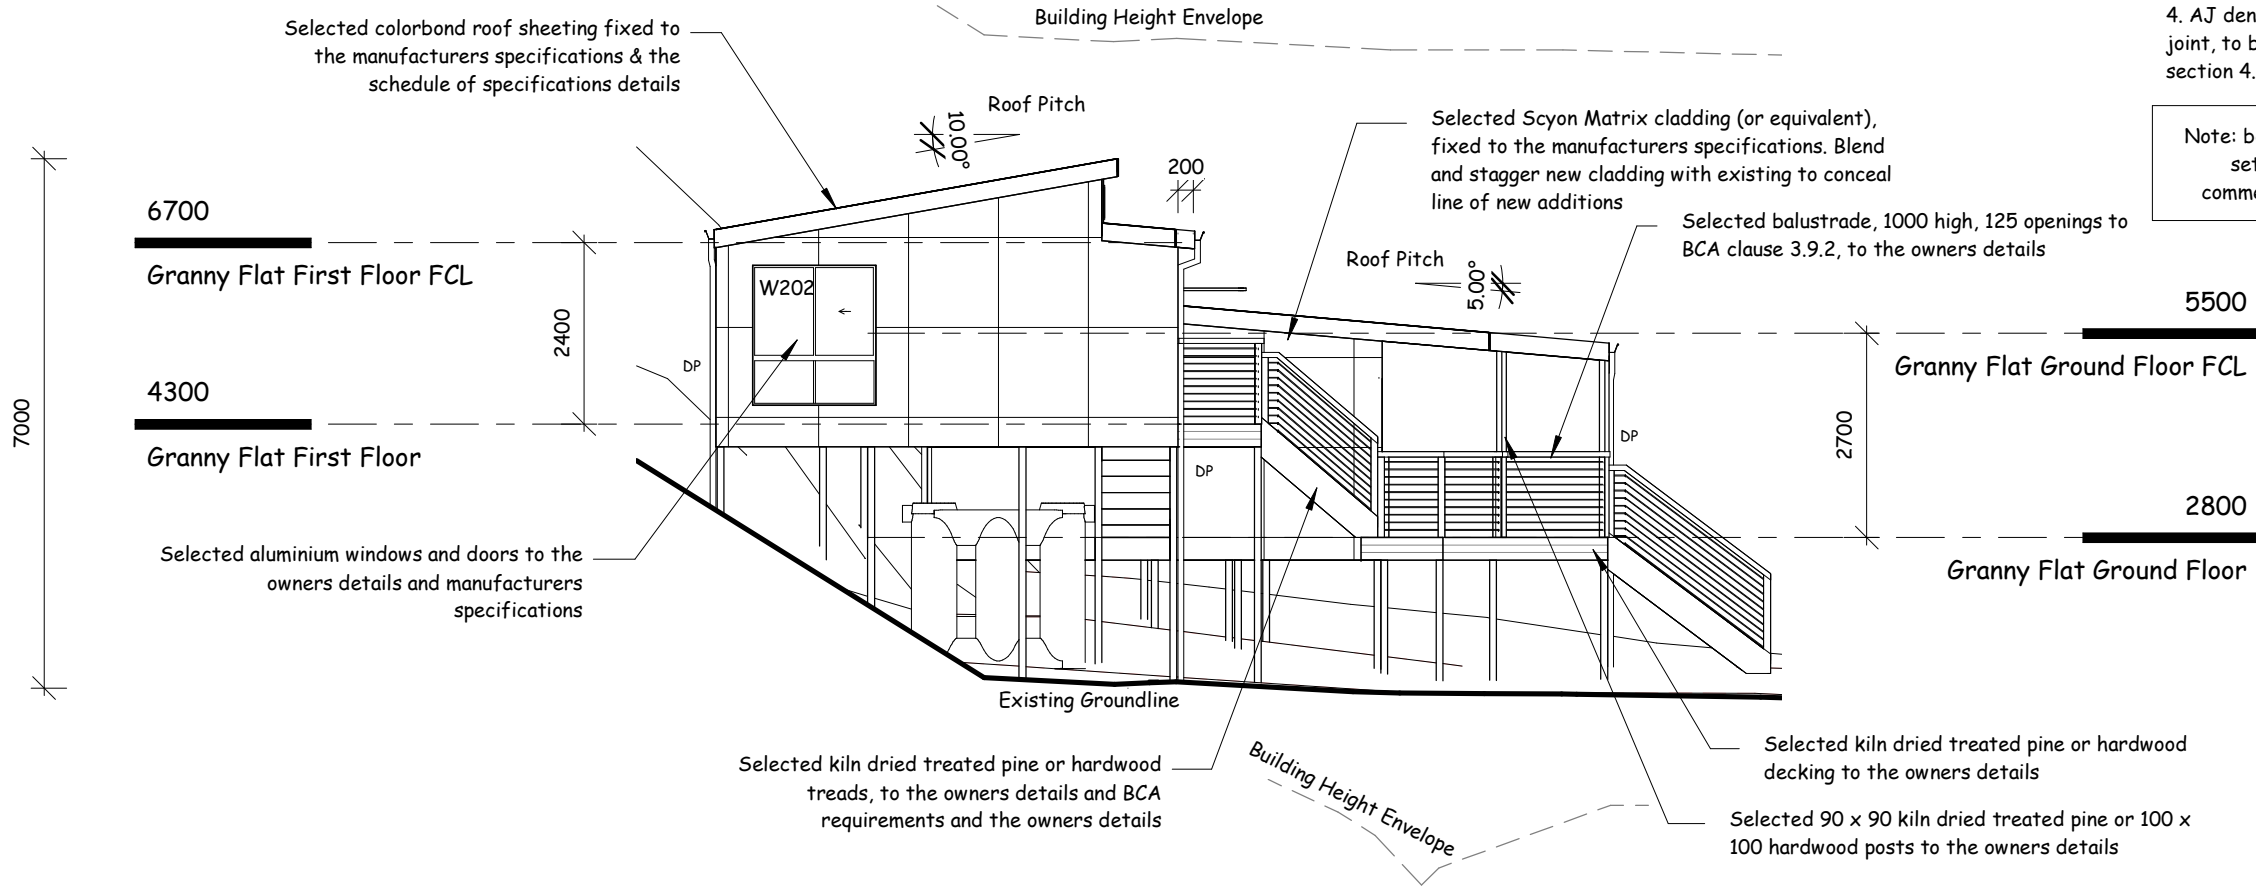 Building Height Envelope
Selected colorbond roof sheeting fixed to
the manufacturers specifications & the
schedule of specifications details
4. AJ den
joint, to b
section 4.
Roof Pitch
10.00°
200
Selected Scyon Matrix cladding (or equivalent),
fixed to the manufacturers specifications. Blend
and stagger new cladding with existing to conceal
line of new additions
Note: b
set
comme
Selected balustrade, 1000 high, 125 openings to
BCA clause 3.9.2, to the owners details
Roof Pitch
5.00°
6700
Granny Flat First Floor FCL
2400
4300
Granny Flat First Floor
7000
W202
DP
DP
DP
5500
Granny Flat Ground Floor FCL
2700
2800
Granny Flat Ground Floor
Selected aluminium windows and doors to the
owners details and manufacturers
specifications
Existing Groundline
Selected kiln dried treated pine or hardwood
treads, to the owners details and BCA
requirements and the owners details
Building Height Envelope
Selected kiln dried treated pine or hardwood
decking to the owners details
Selected 90 x 90 kiln dried treated pine or 100 x
100 hardwood posts to the owners details